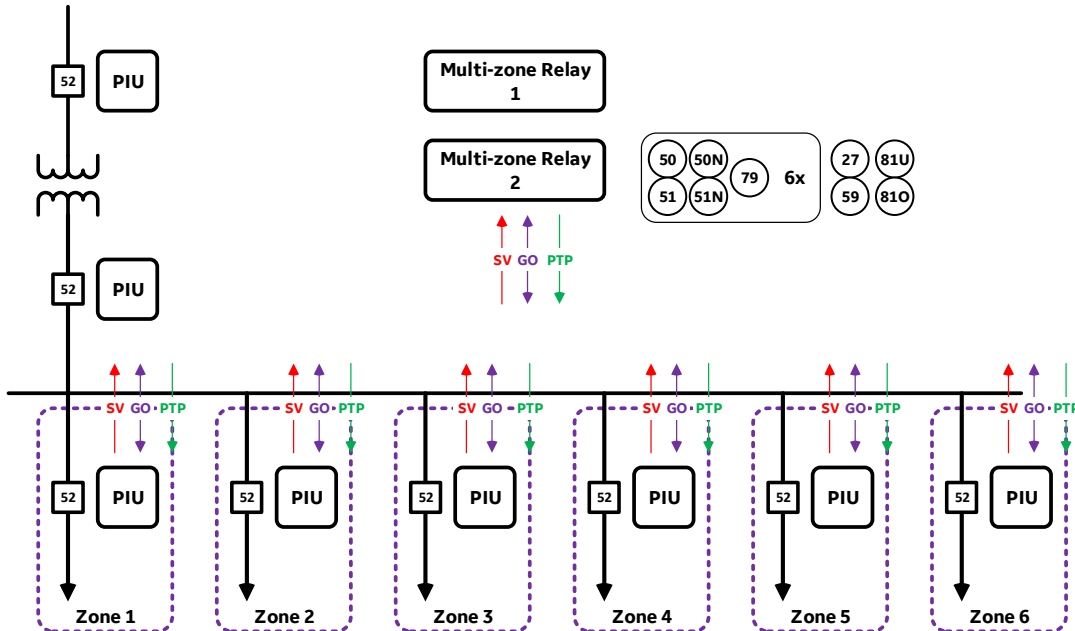 52
PIU
Multi-zone Relay
1
Multi-zone Relay
2
50 50N
79
6x
51 51N
27 81U
59 81O
SV GO PTP
52
PIU
SV GO PTP
SV GO PTP
SV GO PTP
SV GO PTP
SV GO PTP
SV GO PTP
52 PIU
52 PIU
52 PIU
52 PIU
52 PIU
52 PIU
Zone 1
Zone 2
Zone 3
Zone 4
Zone 5
Zone 6